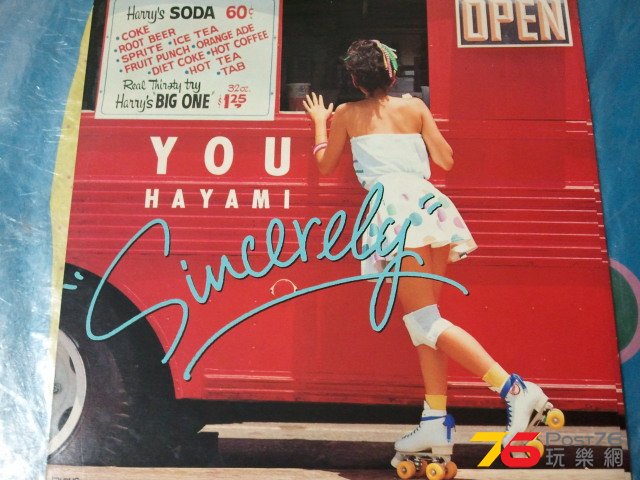 Harry's SODA 60¢
•COKE
•ROOT BEER
•SPRITE •ICE TEA
•FRUIT PUNCH •ORANGE ADE
•DIET COKE •HOT COFFEE
•HOT TEA
•TAB
Real Thirsty try
Harry's "BIG ONE" 32oz. $1.25
OPEN
YOU
HAYAMI
"Sincerely"
76 POST76
玩樂網